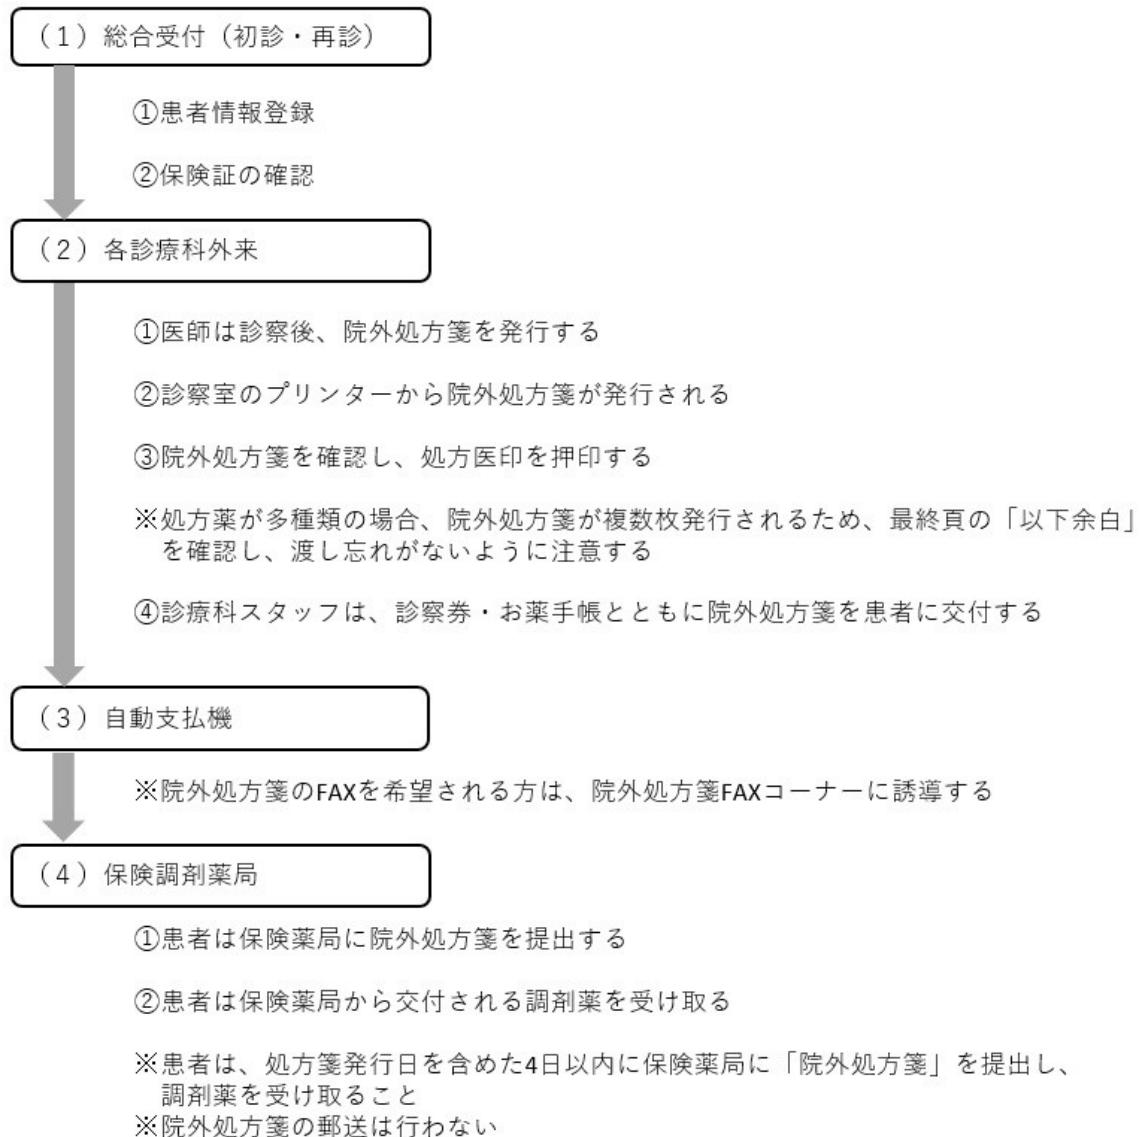 （１）総合受付（初診・再診）
①患者情報登録
②保険証の確認
（２）各診療科外来
①医師は診察後、院外処方箋を発行する
②診察室のプリンターから院外処方箋が発行される
③院外処方箋を確認し、処方医印を押印する
※処方薬が多種類の場合、院外処方箋が複数枚発行されるため、最終頁の「以下余白」
を確認し、渡し忘れがないように注意する
④診療科スタッフは、診察券・お薬手帳とともに院外処方箋を患者に交付する
（３）自動支払機
※院外処方箋のFAXを希望される方は、院外処方箋FAXコーナーに誘導する
（４）保険調剤薬局
①患者は保険薬局に院外処方箋を提出する
②患者は保険薬局から交付される調剤薬を受け取る
※患者は、処方箋発行日を含めた4日以内に保険薬局に「院外処方箋」を提出し、
調剤薬を受け取ること
※院外処方箋の郵送は行わない